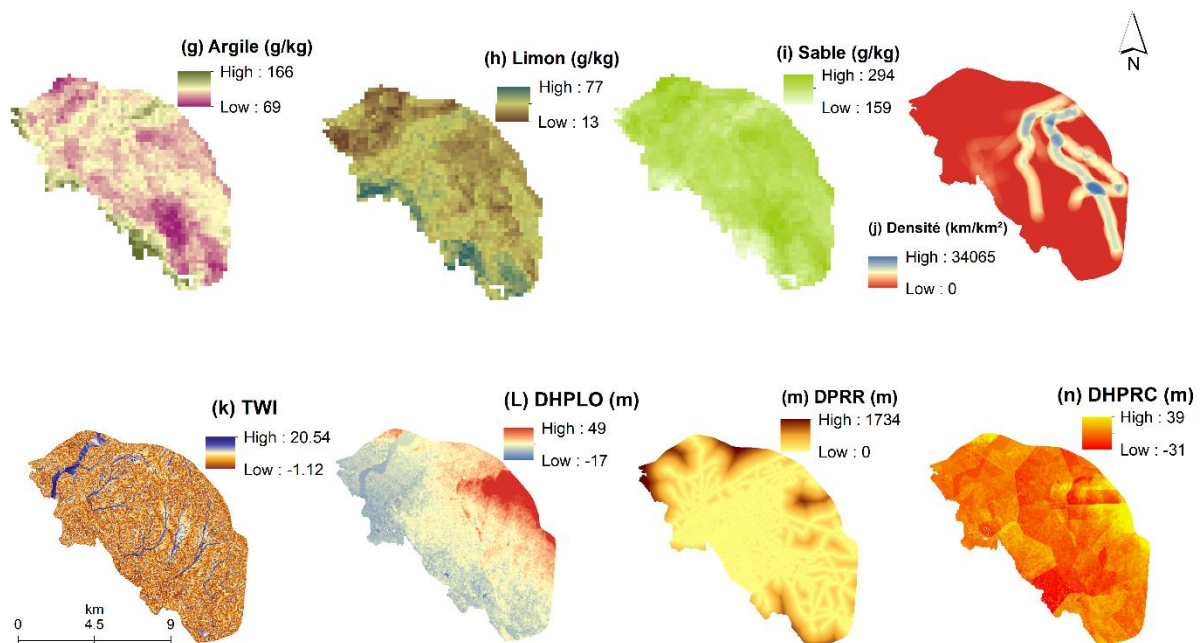 (g) Argile (g/kg)
High : 166
Low : 69
(h) Limon (g/kg)
High : 77
Low : 13
(i) Sable (g/kg)
High : 294
Low : 159
N
(j) Densité (km/km²)
High : 34065
Low : 0
(k) TWI
High : 20.54
Low : -1.12
(L) DHPLO (m)
High : 49
Low : -17
(m) DPRR (m)
High : 1734
Low : 0
(n) DHPRC (m)
High : 39
Low : -31
km
0 4.5 9